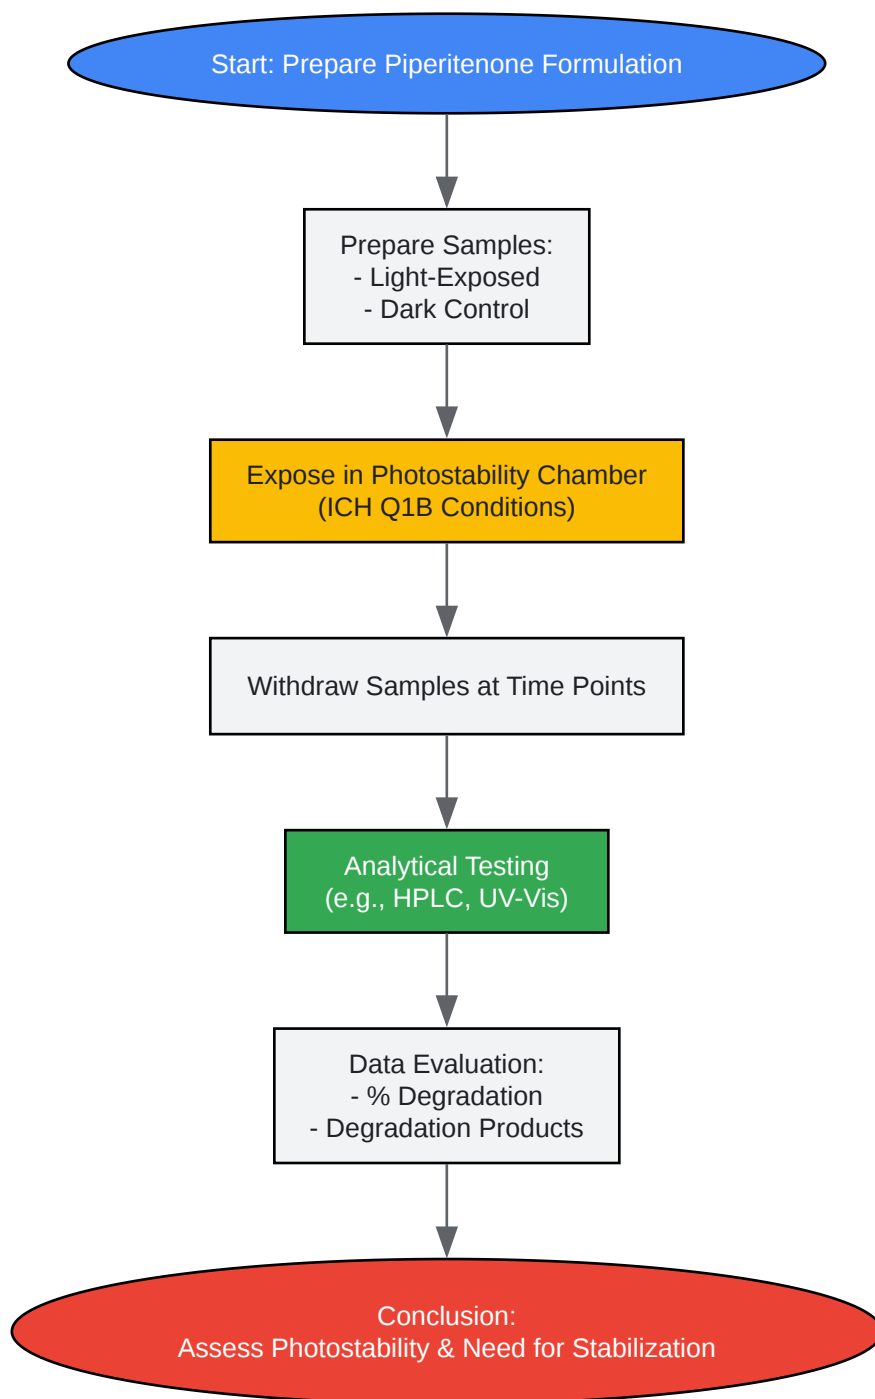 Start: Prepare Piperitenone Formulation
Prepare Samples:
- Light-Exposed
- Dark Control
Expose in Photostability Chamber
(ICH Q1B Conditions)
Withdraw Samples at Time Points
Analytical Testing
(e.g., HPLC, UV-Vis)
Data Evaluation:
- % Degradation
- Degradation Products
Conclusion:
Assess Photostability & Need for Stabilization